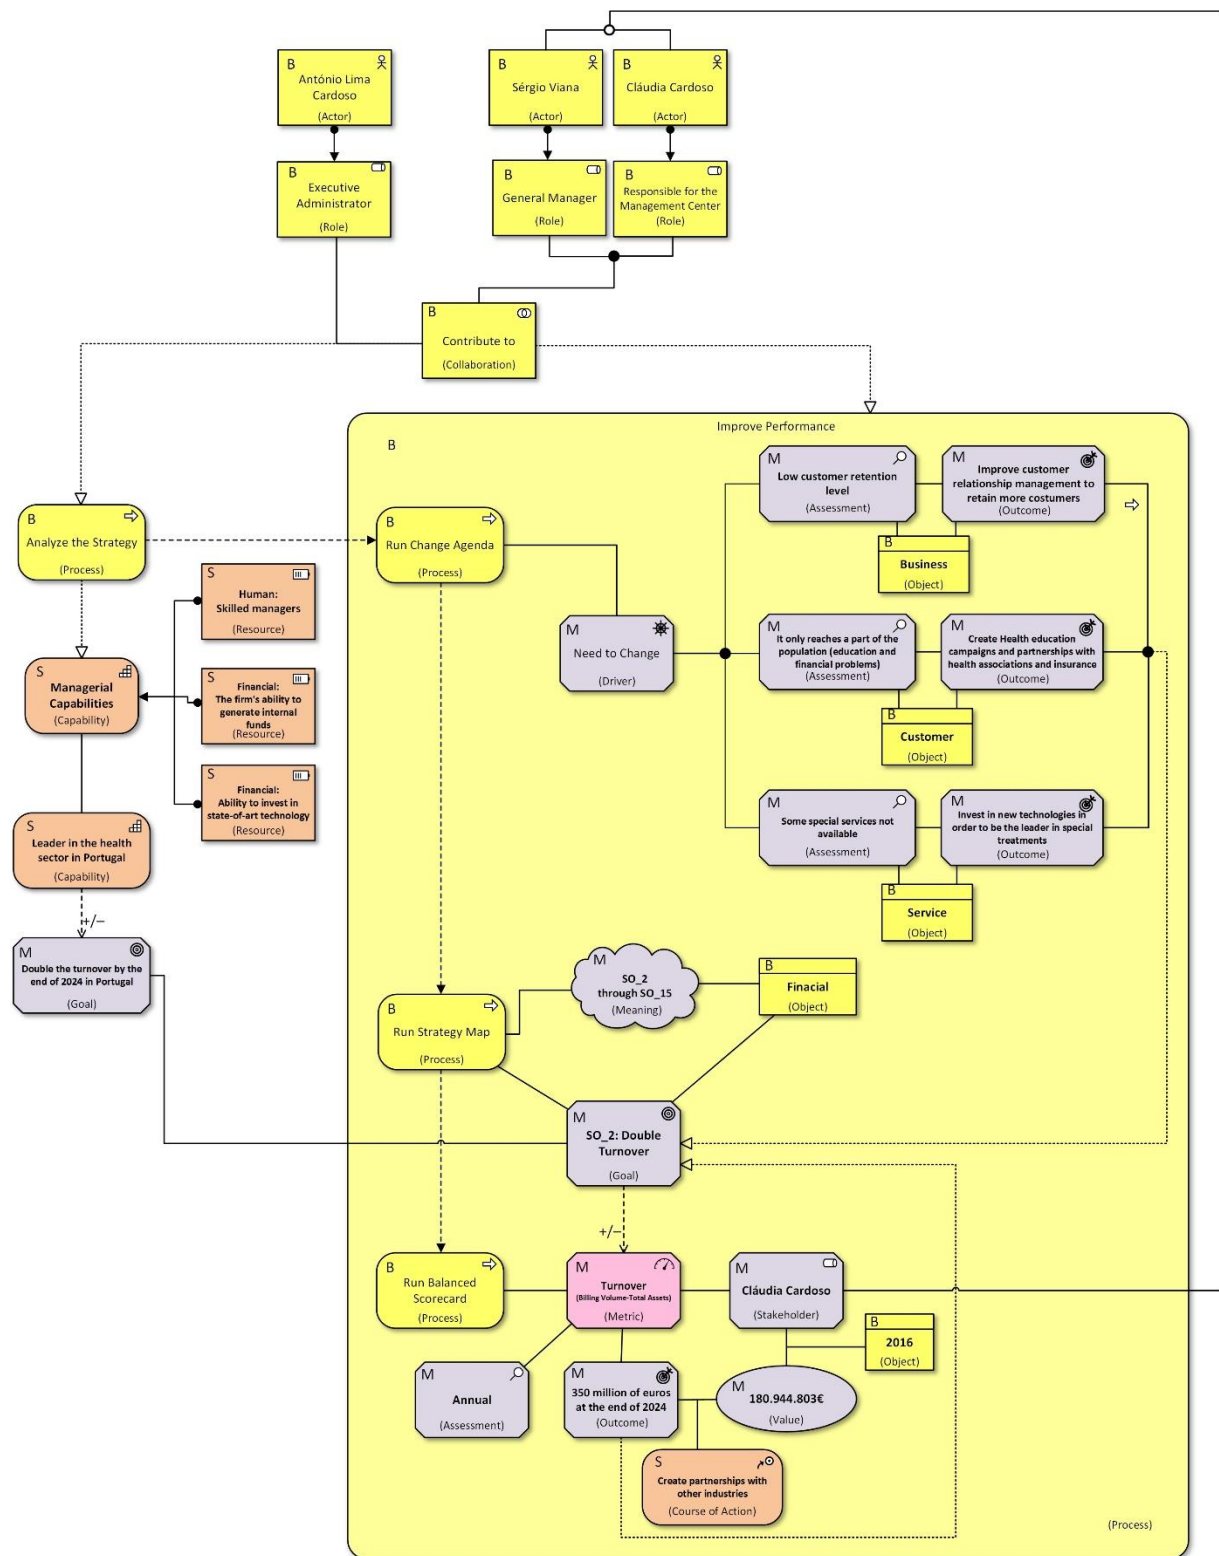 B
António Lima
Cardoso
(Actor)
B
Sérgio Viana
(Actor)
B
Cláudia Cardoso
(Actor)
B
Executive
Administrator
(Role)
B
General Manager
(Role)
B
Responsible for the
Management Center
(Role)
B
Contribute to
(Collaboration)
Improve Performance
B
M
Low customer retention
level
(Assessment)
M
Improve customer
relationship management to
retain more costumers
(Outcome)
B
Business
(Object)
B
Analyze the Strategy
(Process)
B
Run Change Agenda
(Process)
S
Human:
Skilled managers
(Resource)
M
Need to Change
(Driver)
M
It only reaches a part of the
population (education and
financial problems)
(Assessment)
M
Create Health education
campaigns and partnerships with
health associations and insurance
(Outcome)
B
Customer
(Object)
S
Managerial
Capabilities
(Capability)
S
Financial:
The firm's ability to
generate internal
funds
(Resource)
S
Financial:
Ability to invest in
state-of-art technology
(Resource)
M
Some special services not
available
(Assessment)
M
Invest in new technologies in
order to be the leader in special
treatments
(Outcome)
B
Service
(Object)
S
Leader in the health
sector in Portugal
(Capability)
+/−
M
Double the turnover by the
end of 2024 in Portugal
(Goal)
M
SO_2
through SO_15
(Meaning)
B
Finacial
(Object)
B
Run Strategy Map
(Process)
M
SO_2: Double
Turnover
(Goal)
+/−
B
Run Balanced
Scorecard
(Process)
M
Turnover
(Billing Volume-Total Assets)
(Metric)
M
Cláudia Cardoso
(Stakeholder)
B
2016
(Object)
M
Annual
(Assessment)
M
350 million of euros
at the end of 2024
(Outcome)
M
180.944.803€
(Value)
S
Create partnerships with
other industries
(Course of Action)
(Process)